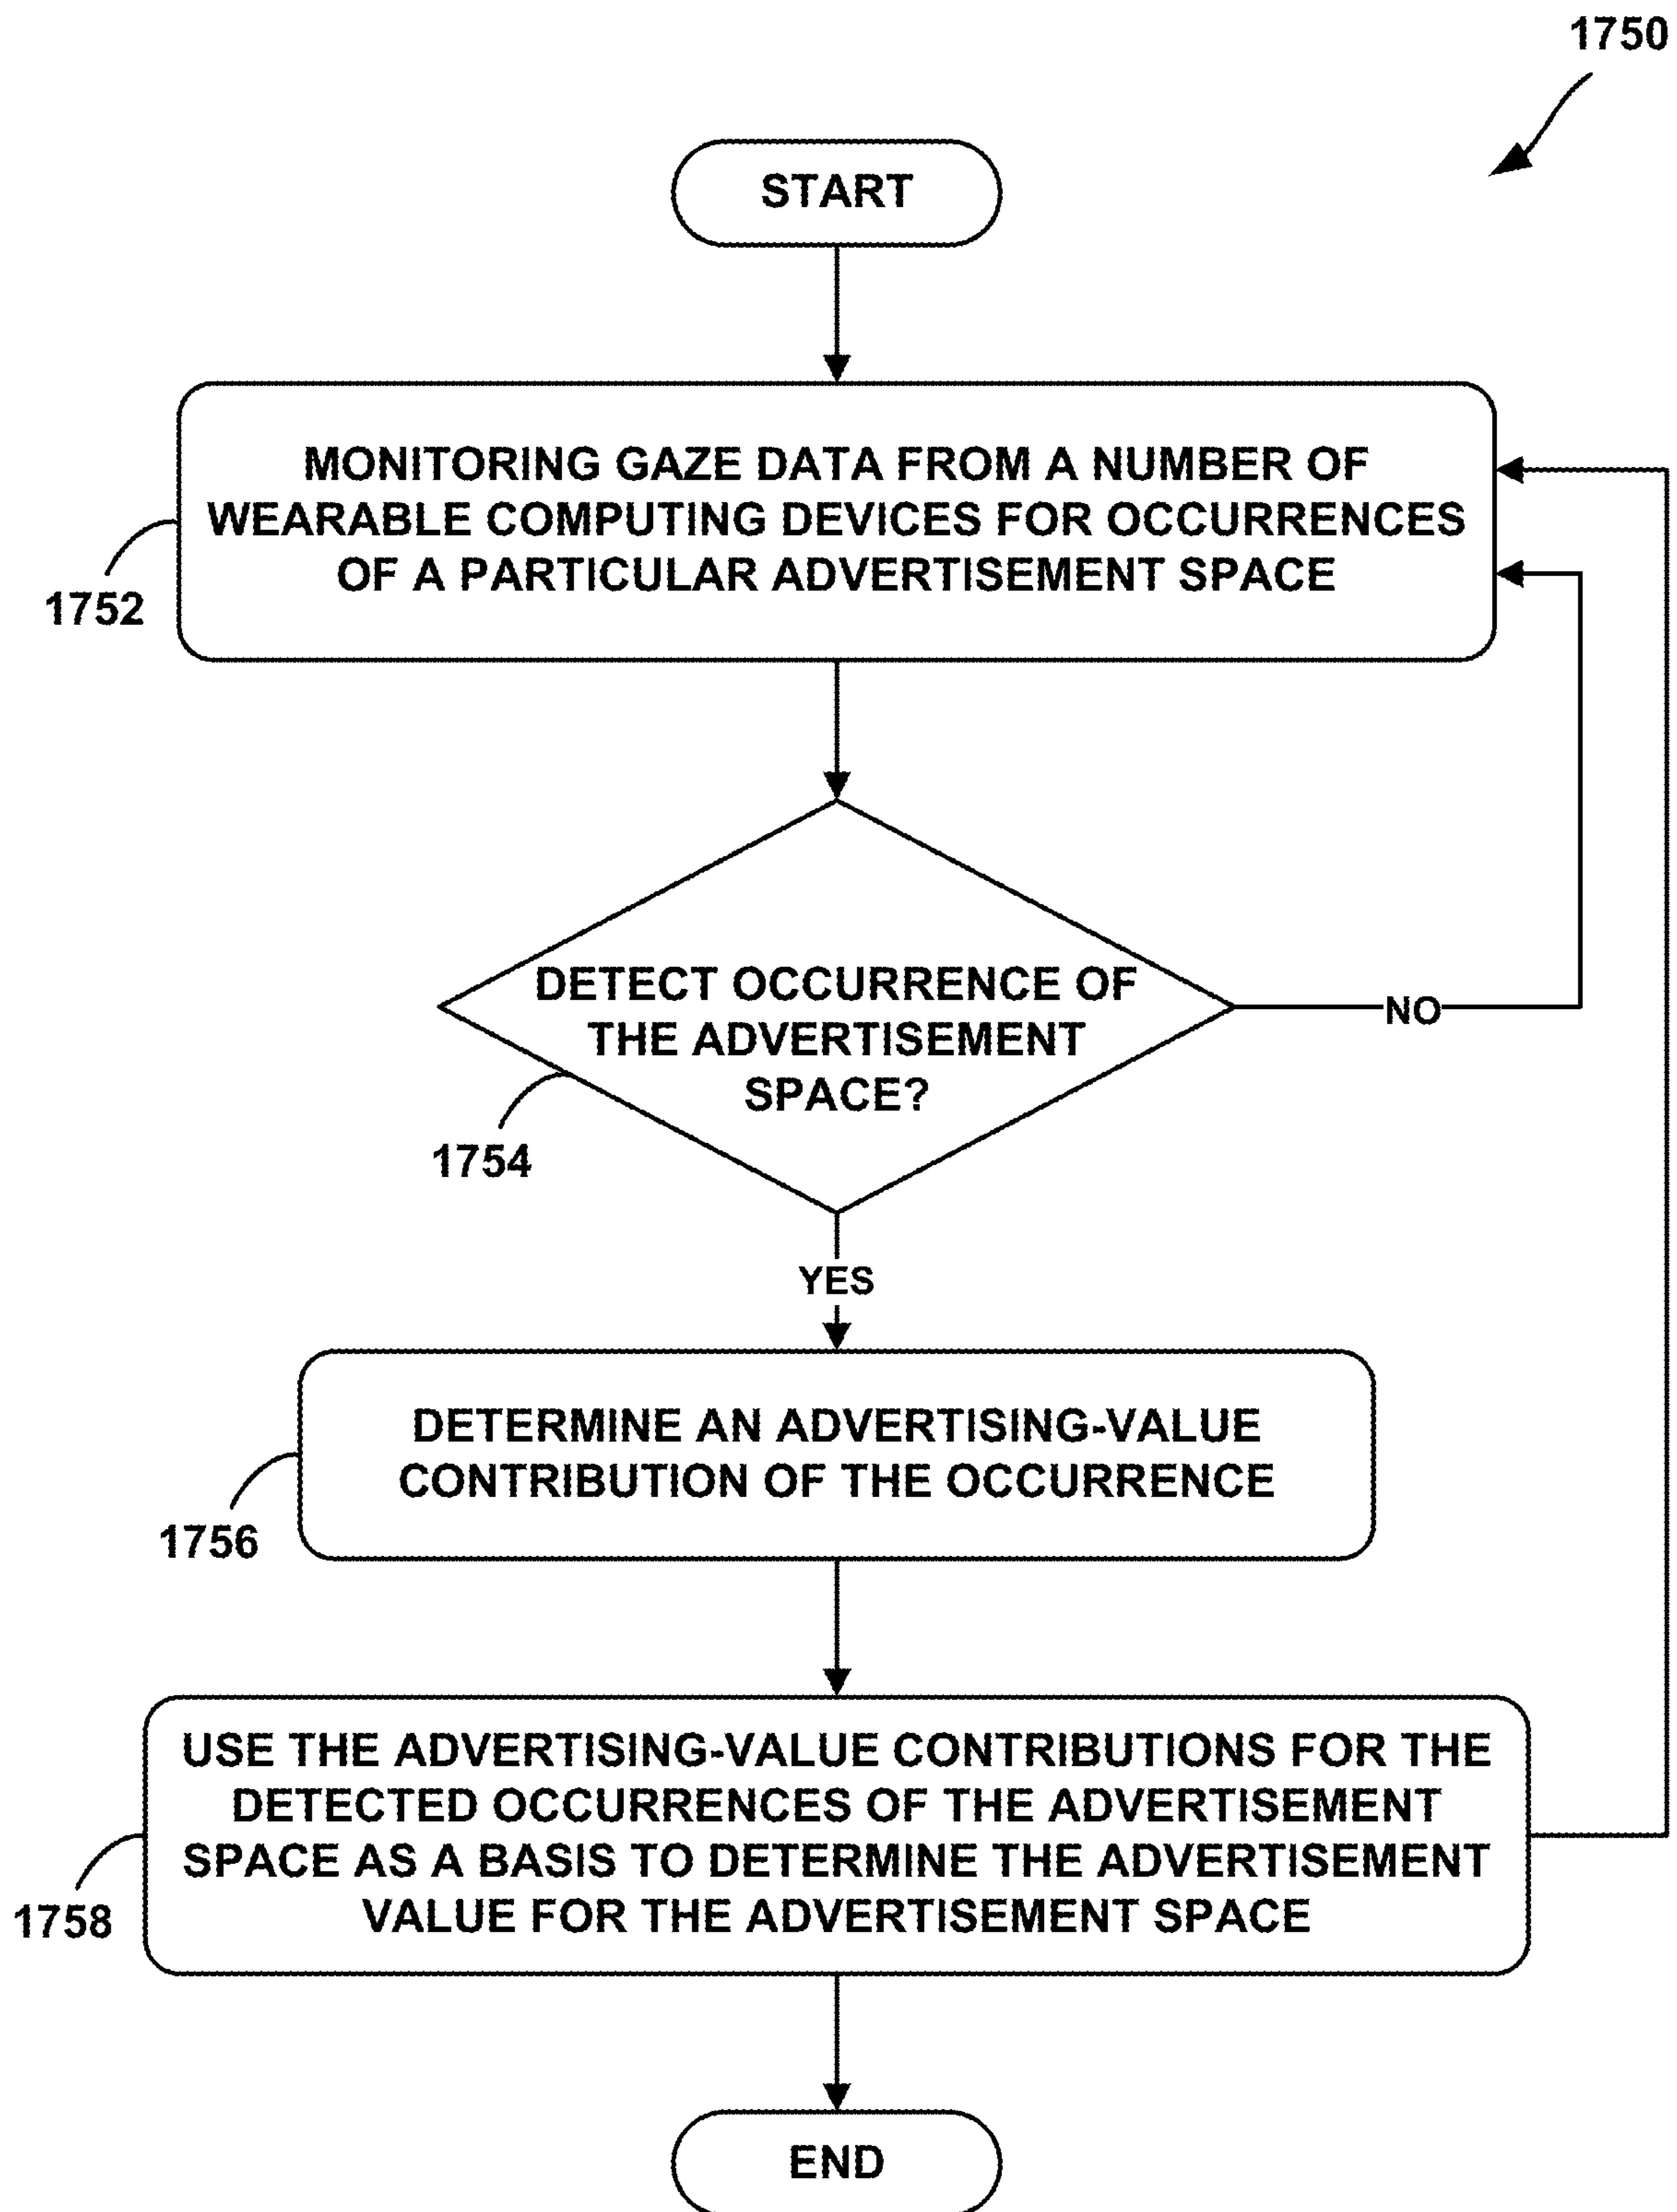 1750
START
MONITORING GAZE DATA FROM A NUMBER OF
WEARABLE COMPUTING DEVICES FOR OCCURRENCES
OF A PARTICULAR ADVERTISEMENT SPACE
1752
DETECT OCCURRENCE OF
THE ADVERTISEMENT
SPACE?
NO
1754
YES
DETERMINE AN ADVERTISING-VALUE
CONTRIBUTION OF THE OCCURRENCE
1756
USE THE ADVERTISING-VALUE CONTRIBUTIONS FOR THE
DETECTED OCCURRENCES OF THE ADVERTISEMENT
SPACE AS A BASIS TO DETERMINE THE ADVERTISEMENT
VALUE FOR THE ADVERTISEMENT SPACE
1758
END